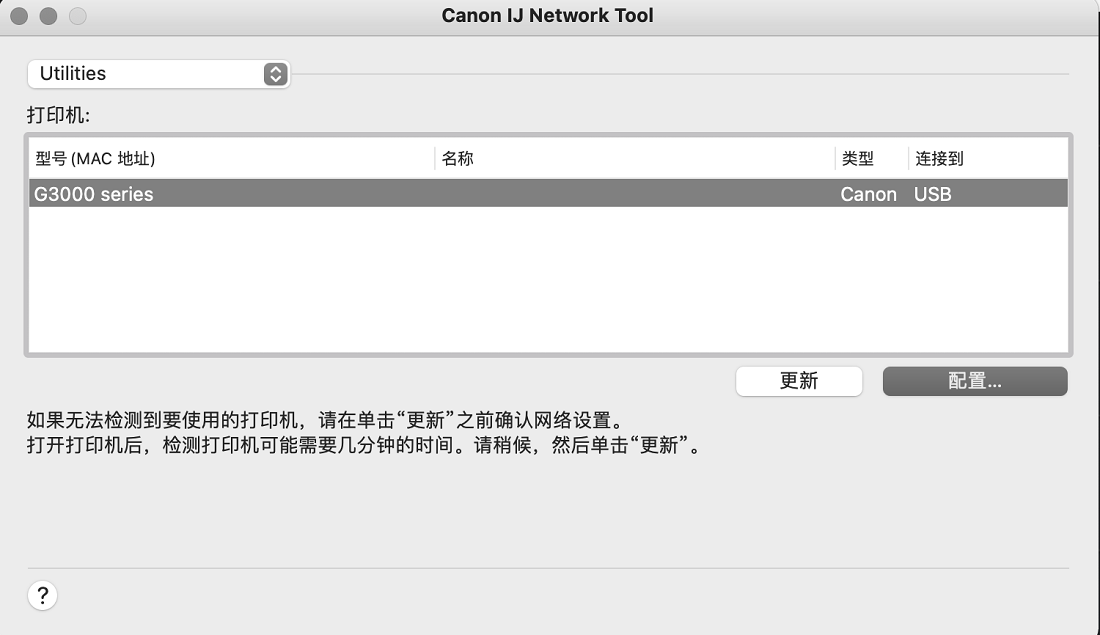 Canon IJ Network Tool
Utilities
打印机:
型号 (MAC 地址) 名称 类型 连接到
G3000 series Canon USB
更新 配置...
如果无法检测到要使用的打印机，请在单击“更新”之前确认网络设置。
打开打印机后，检测打印机可能需要几分钟的时间。请稍候，然后单击“更新”。
?